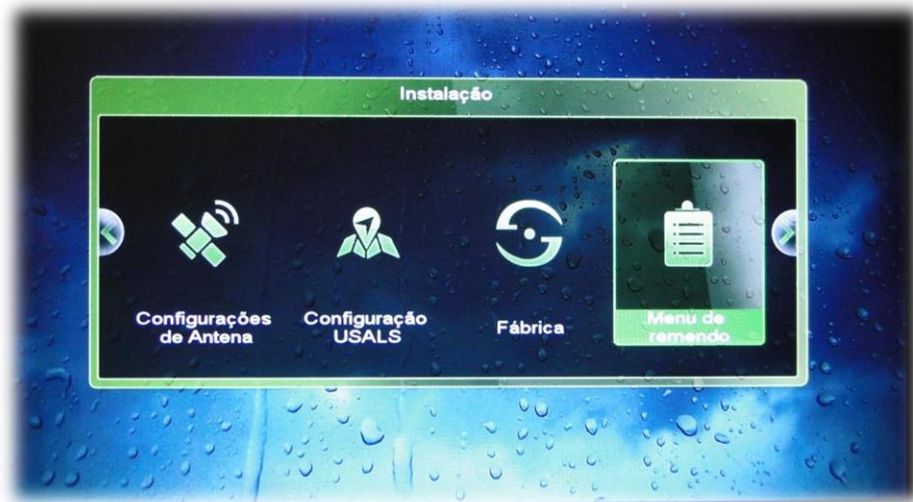 Instalação
Configurações
de Antena
Configuração
USALS
Fábrica
Menu de
remendo